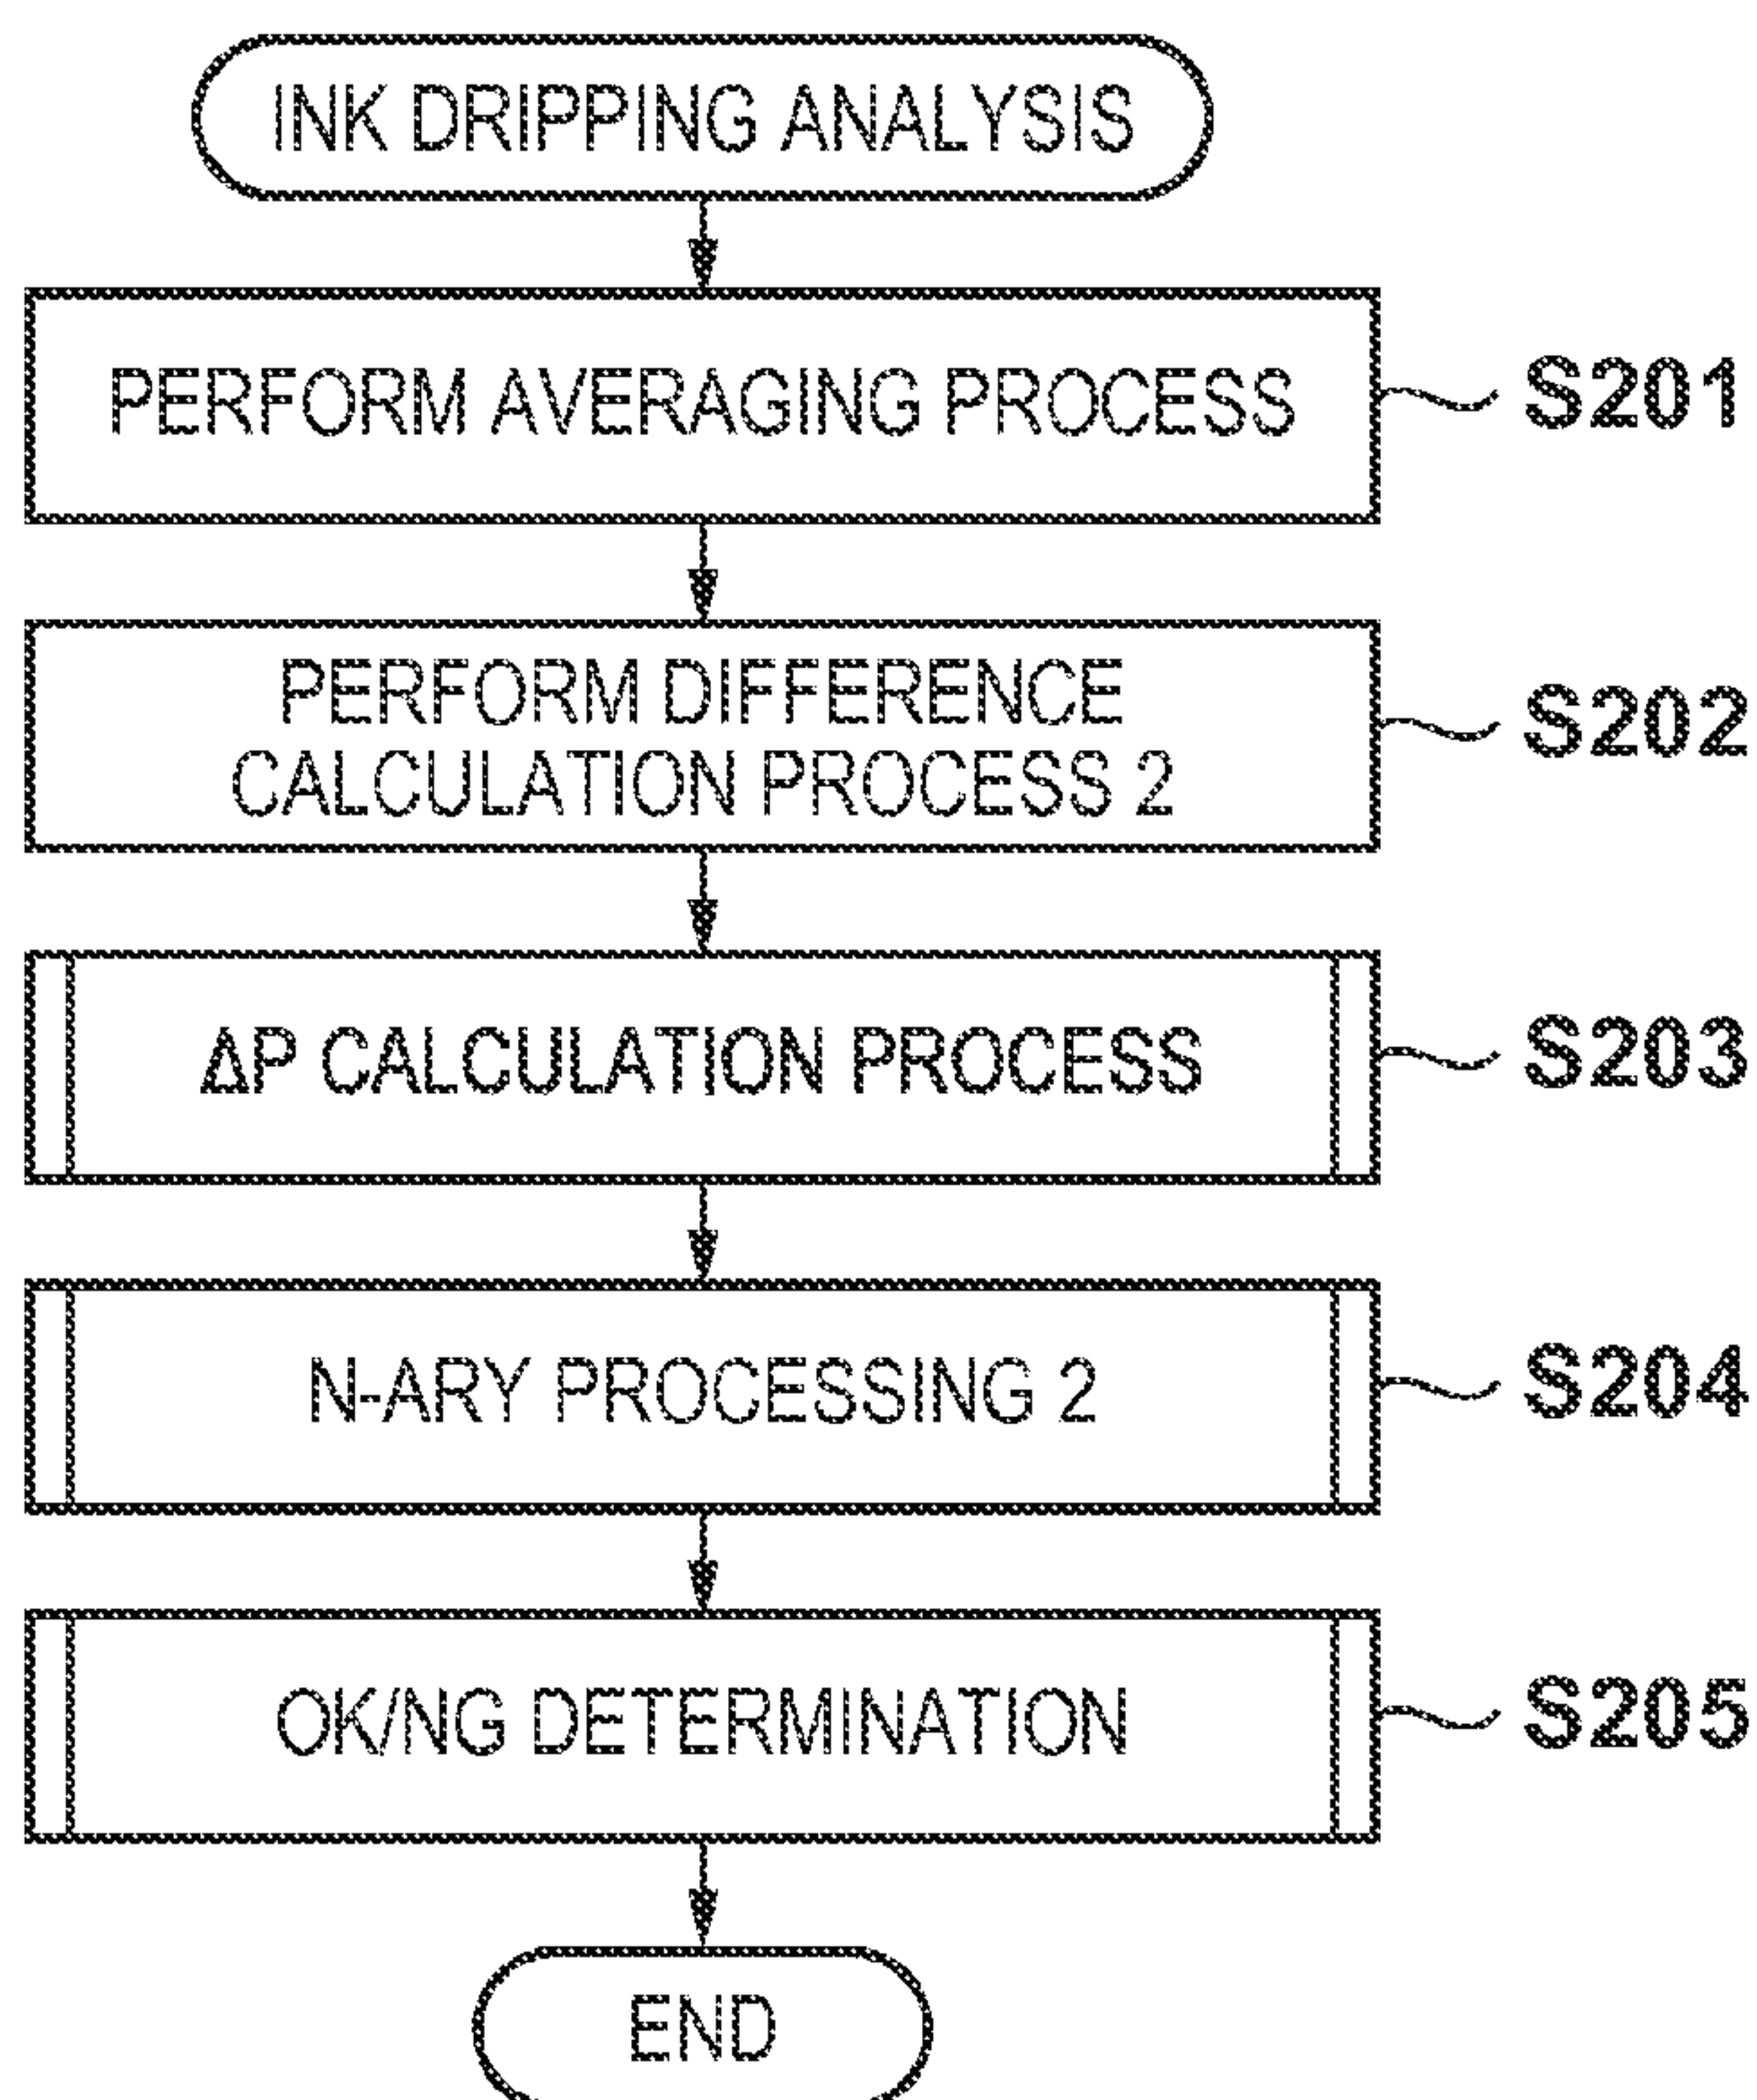 INK DRIPPING ANALYSIS
PERFORM AVERAGING PROCESS
S201
PERFORM DIFFERENCE
CALCULATION PROCESS 2
S202
ΔP CALCULATION PROCESS
S203
N-ARY PROCESSING 2
S204
OK/NG DETERMINATION
S205
END